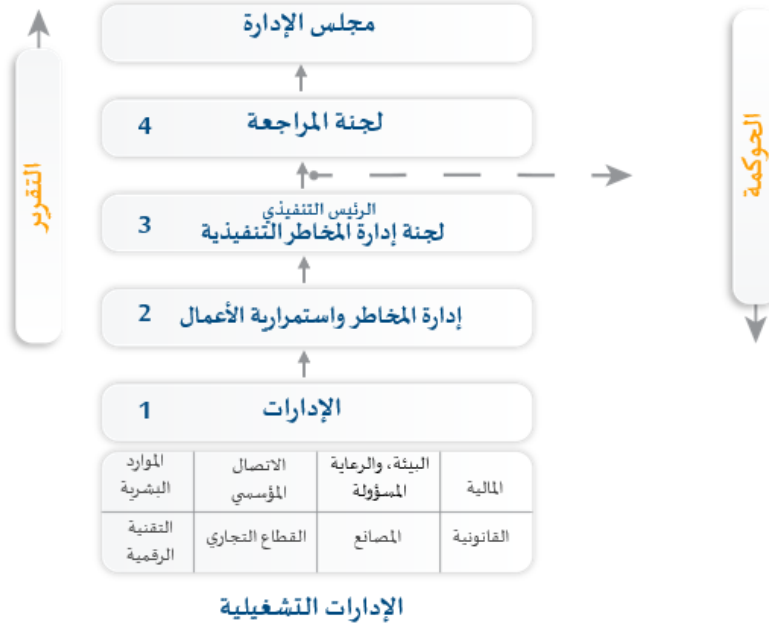 مجلس الإدارة
لجنة المراجعة 4
الرئيس التنفيذي
لجنة إدارة المخاطر التنفيذية 3
إدارة المخاطر واستمرارية الأعمال 2
الإدارات 1
المالية
البيئة، والرعاية
المسؤولة
الاتصال
المؤسسي
الموارد
البشرية
القانونية
المصانع
القطاع التجاري
التقنية
الرقمية
الإدارات التشغيلية
الحوكمة
التقرير